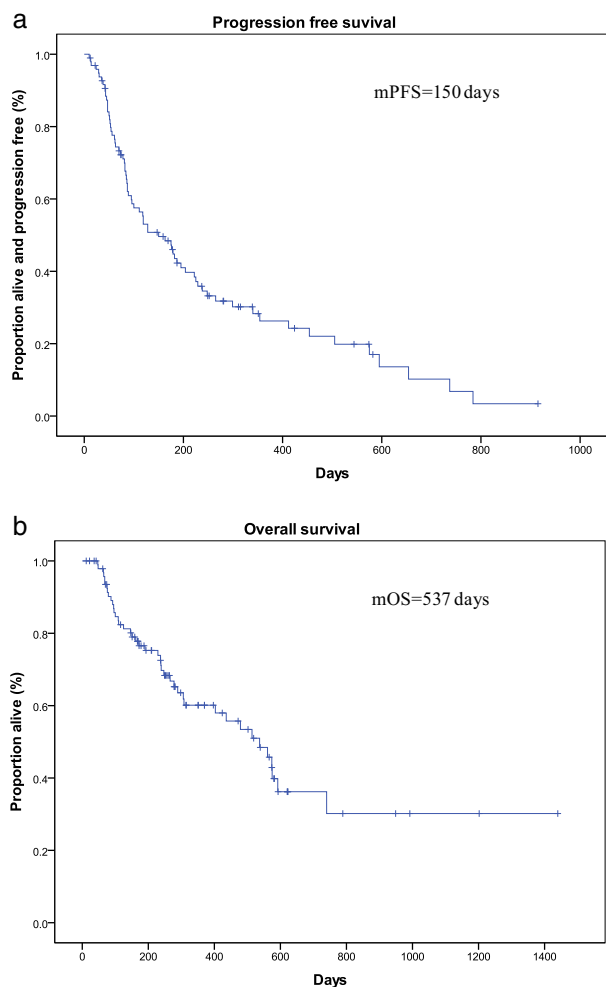 a
Progression free suvival
mPFS=150 days
Proportion alive and progression free (%)
1.0
0.8
0.6
0.4
0.2
0.0
0 200 400 600 800 1000
Days
b
Overall survival
mOS=537 days
Proportion alive (%)
1.0
0.8
0.6
0.4
0.2
0.0
0 200 400 600 800 1000 1200 1400
Days